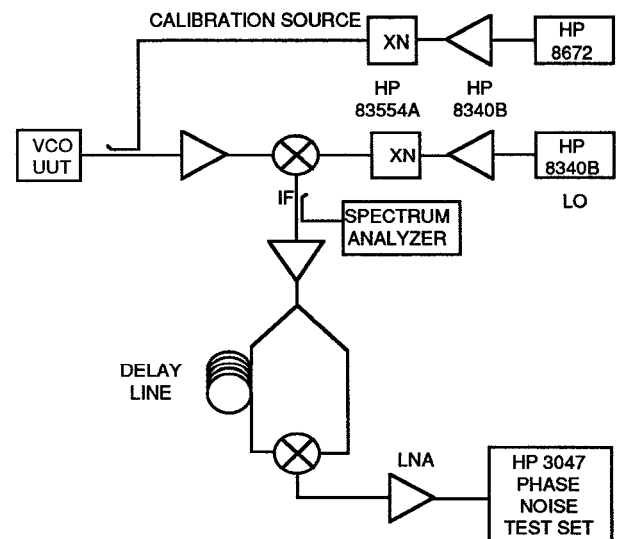 CALIBRATION SOURCE
XN
HP
8672
HP
83554A
HP
8340B
VCO
UUT
XN
HP
8340B
LO
IF
SPECTRUM
ANALYZER
DELAY
LINE
LNA
HP 3047
PHASE
NOISE
TEST SET